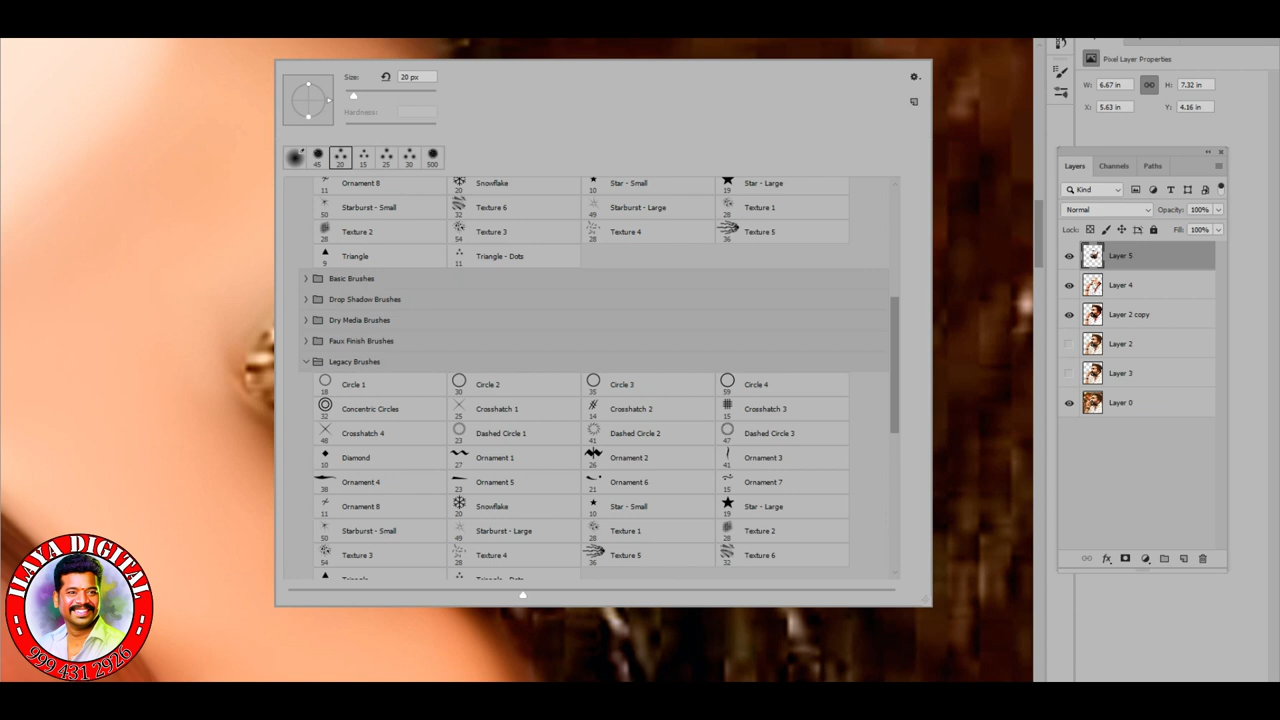 Size: 20 px
Hardness:
45 20 15 25 30 500
11 Ornament 8 20 Snowflake 10 Star - Small 19 Star - Large
50 Starburst - Small 32 Texture 6 49 Starburst - Large 28 Texture 1
28 Texture 2 54 Texture 3 28 Texture 4 36 Texture 5
9 Triangle 11 Triangle - Dots
Basic Brushes
Drop Shadow Brushes
Dry Media Brushes
Faux Finish Brushes
Legacy Brushes
18 Circle 1 30 Circle 2 35 Circle 3 59 Circle 4
32 Concentric Circles 25 Crosshatch 1 14 Crosshatch 2 15 Crosshatch 3
48 Crosshatch 4 23 Dashed Circle 1 41 Dashed Circle 2 47 Dashed Circle 3
10 Diamond 27 Ornament 1 26 Ornament 2 41 Ornament 3
38 Ornament 4 23 Ornament 5 21 Ornament 6 15 Ornament 7
11 Ornament 8 20 Snowflake 10 Star - Small 19 Star - Large
50 Starburst - Small 49 Starburst - Large 28 Texture 1 28 Texture 2
54 Texture 3 28 Texture 4 36 Texture 5 32 Texture 6
Triangle Triangle - Dots
Pixel Layer Properties
W: 6.67 in H: 7.32 in
X: 5.63 in Y: 4.16 in
Layers Channels Paths
Kind
Normal Opacity: 100%
Lock: Fill: 100%
Layer 5
Layer 4
Layer 2 copy
Layer 2
Layer 3
Layer 0
fx
ILAYA DIGITAL
- 999 431 2926 -